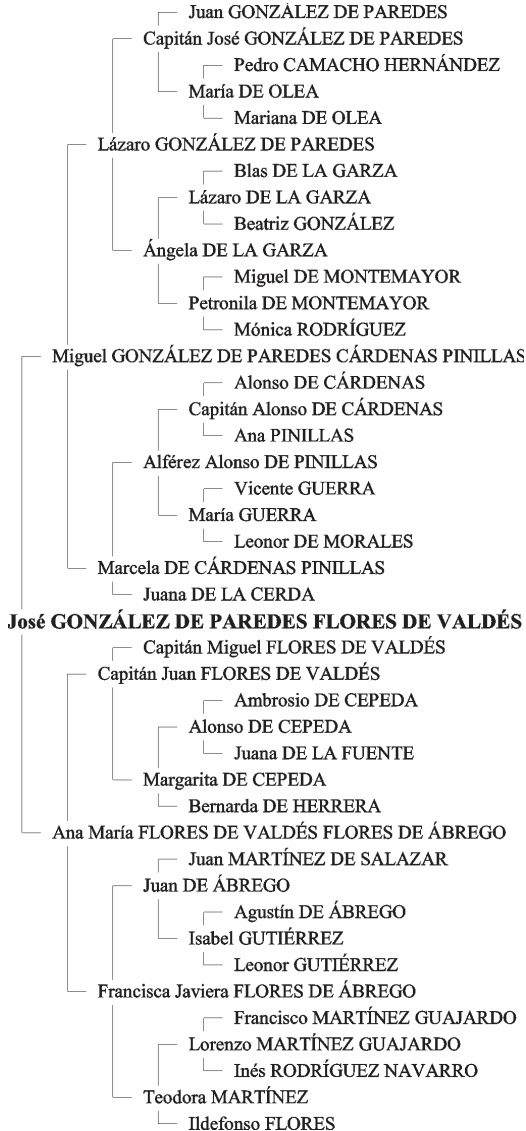 Juan GONZÁLEZ DE PAREDES
Capitán José GONZÁLEZ DE PAREDES
Pedro CAMACHO HERNÁNDEZ
María DE OLEA
Mariana DE OLEA
Lázaro GONZÁLEZ DE PAREDES
Blas DE LA GARZA
Lázaro DE LA GARZA
Beatriz GONZÁLEZ
Ángela DE LA GARZA
Miguel DE MONTEMAYOR
Petronila DE MONTEMAYOR
Mónica RODRÍGUEZ
Miguel GONZÁLEZ DE PAREDES CÁRDENAS PINILLAS
Alonso DE CÁRDENAS
Capitán Alonso DE CÁRDENAS
Ana PINILLAS
Alférez Alonso DE PINILLAS
Vicente GUERRA
María GUERRA
Leonor DE MORALES
Marcela DE CÁRDENAS PINILLAS
Juana DE LA CERDA
José GONZÁLEZ DE PAREDES FLORES DE VALDÉS
Capitán Miguel FLORES DE VALDÉS
Capitán Juan FLORES DE VALDÉS
Ambrosio DE CEPEDA
Alonso DE CEPEDA
Juana DE LA FUENTE
Margarita DE CEPEDA
Bernarda DE HERRERA
Ana María FLORES DE VALDÉS FLORES DE ÁBREGO
Juan MARTÍNEZ DE SALAZAR
Juan DE ÁBREGO
Agustín DE ÁBREGO
Isabel GUTIÉRREZ
Leonor GUTIÉRREZ
Francisca Javiera FLORES DE ÁBREGO
Francisco MARTÍNEZ GUAJARDO
Lorenzo MARTÍNEZ GUAJARDO
Inés RODRÍGUEZ NAVARRO
Teodora MARTÍNEZ
Ildefonso FLORES